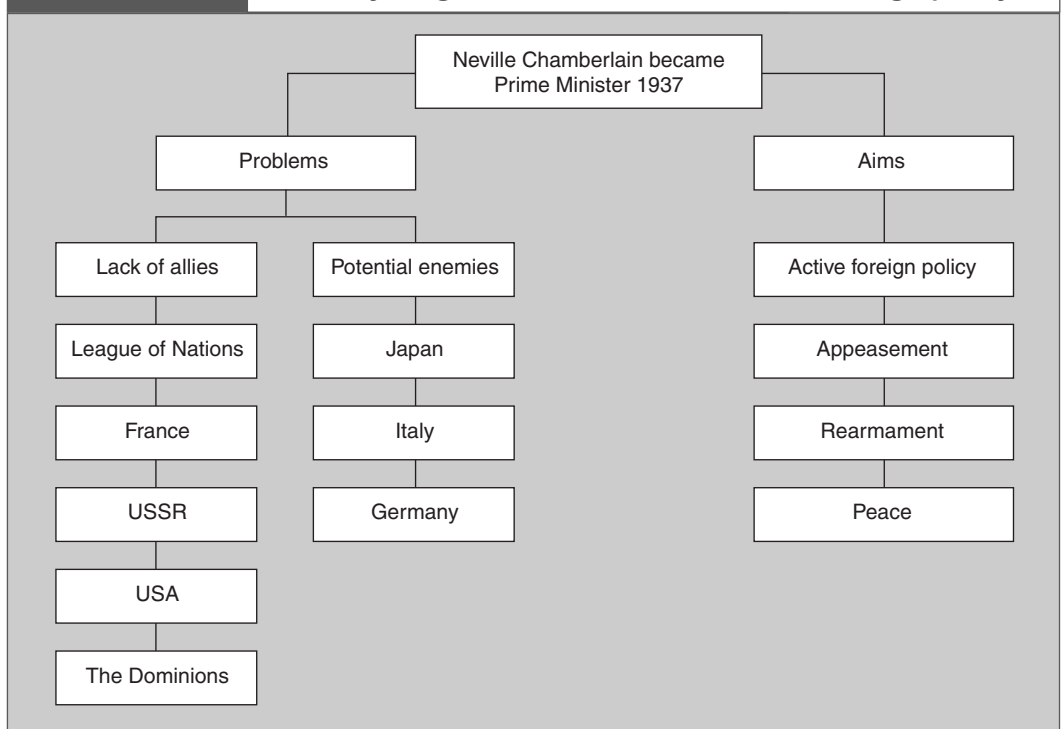 Neville Chamberlain became
Prime Minister 1937
Problems
Aims
Lack of allies
Potential enemies
Active foreign policy
League of Nations
Japan
Appeasement
France
Italy
Rearmament
USSR
Germany
Peace
USA
The Dominions